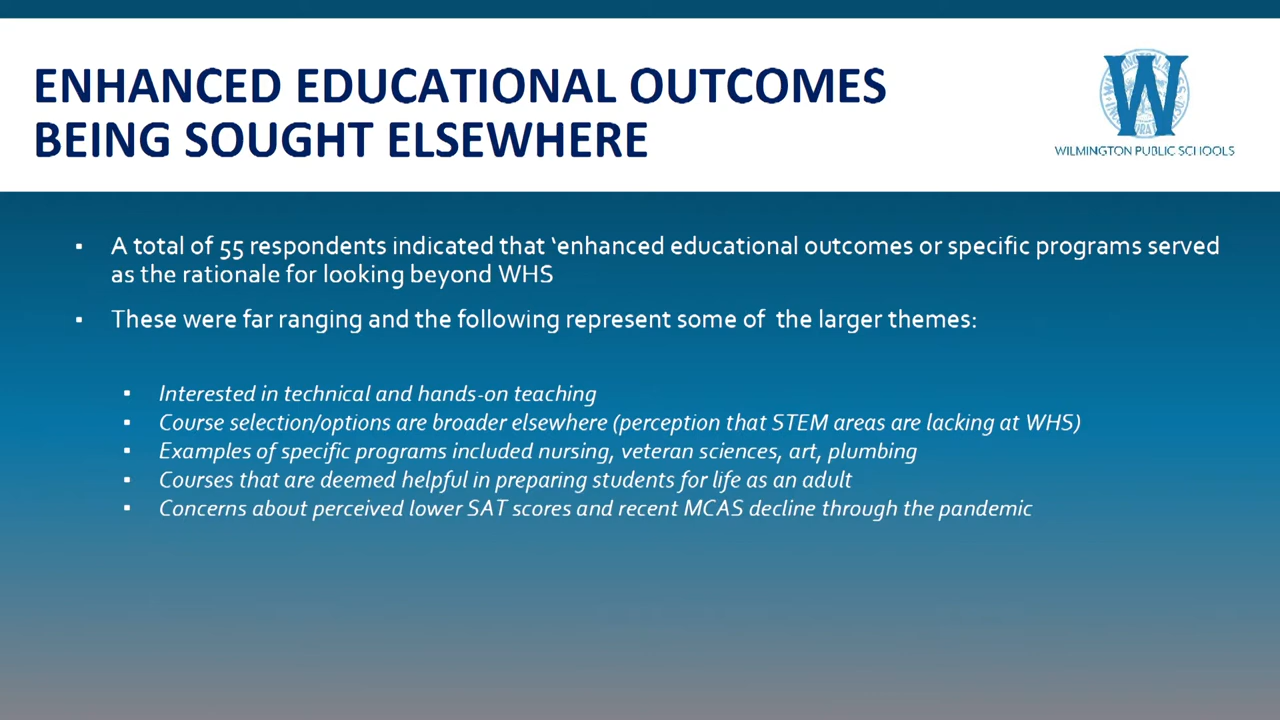 ENHANCED EDUCATIONAL OUTCOMES
BEING SOUGHT ELSEWHERE
W
WILMINGTON PUBLIC SCHOOLS
▪ A total of 55 respondents indicated that ‘enhanced educational outcomes or specific programs served
as the rationale for looking beyond WHS
▪ These were far ranging and the following represent some of  the larger themes:
▪ Interested in technical and hands-on teaching
▪ Course selection/options are broader elsewhere (perception that STEM areas are lacking at WHS)
▪ Examples of specific programs included nursing, veteran sciences, art, plumbing
▪ Courses that are deemed helpful in preparing students for life as an adult
▪ Concerns about perceived lower SAT scores and recent MCAS decline through the pandemic